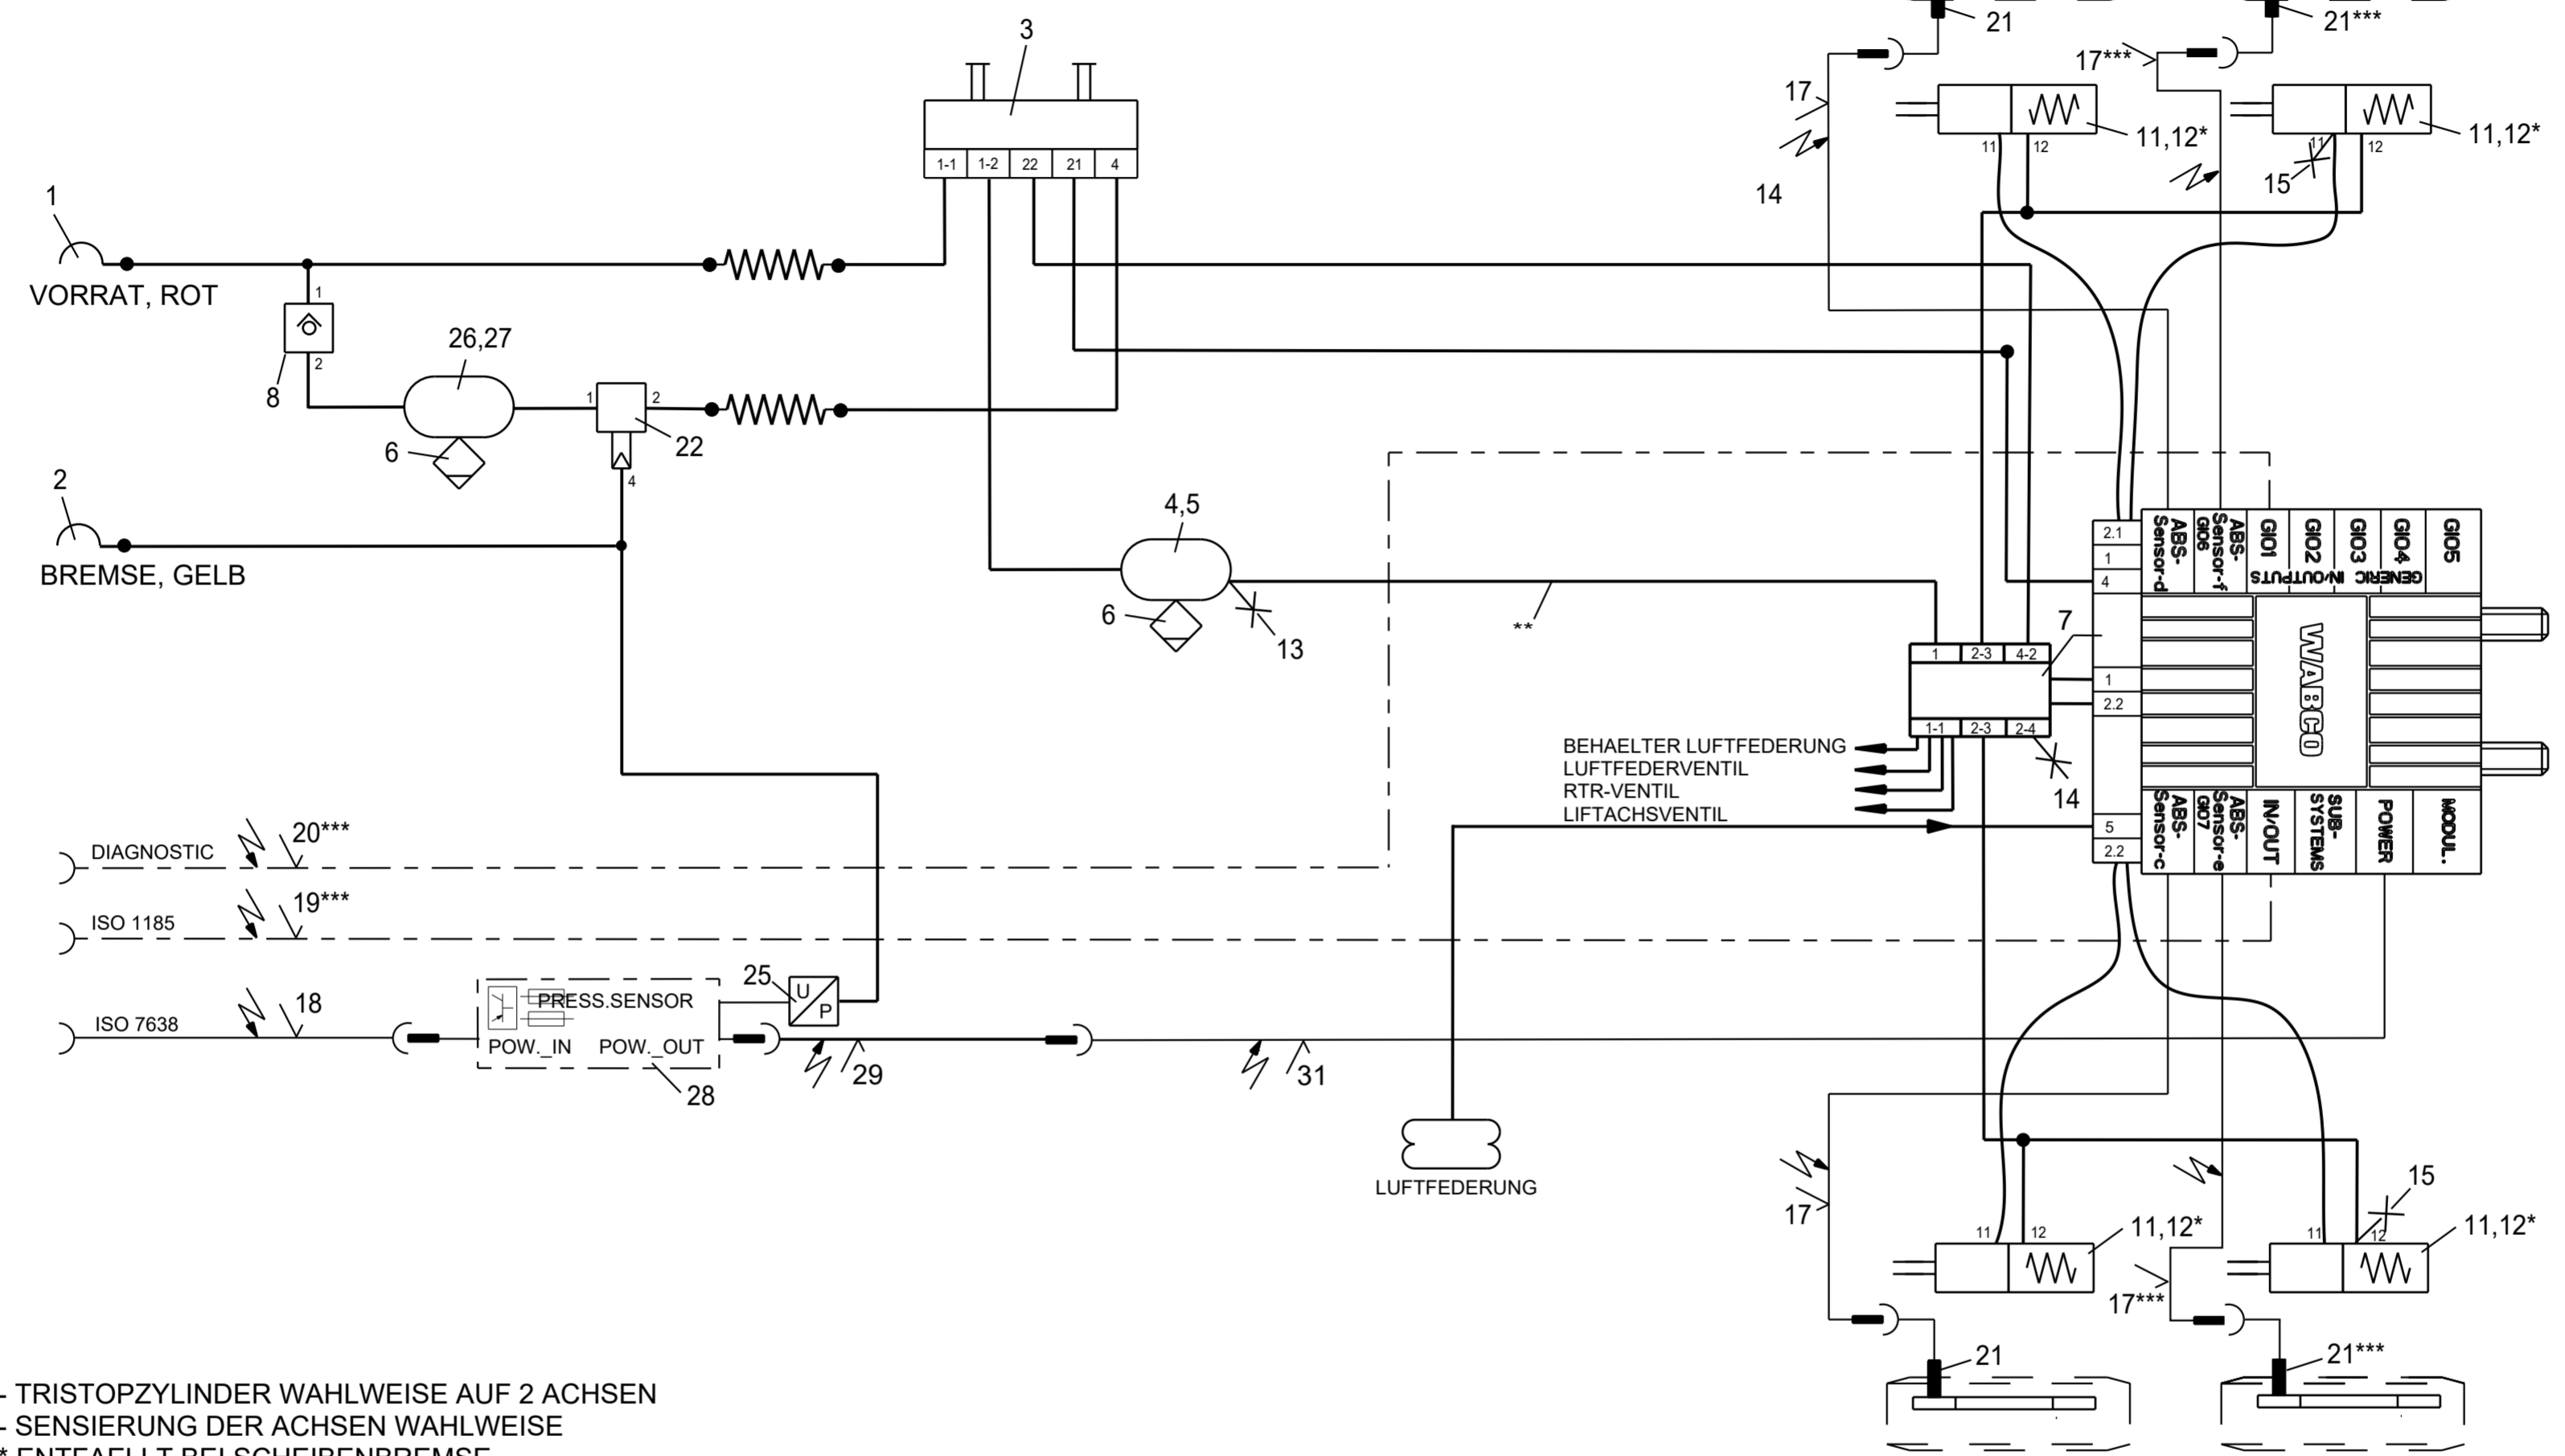 21
21***
3
17***
17
11,12*
11,12*
1-1
1-2
22
21
4
11
12
11
12
14
15
1
VORRAT, ROT
1
26,27
2
8
1
2
6
22
2
4
4,5
BREMSE, GELB
ABS-
Sensor-d
ABS-
Sensor-f
GIO6
GIO1
GIO2
GIO3
GIO4
GIO5
GENERIC IN/OUTPUTS
2.1
1
4
6
13
**
7
1
2-3
4-2
WABCO
1
2.2
1-1
2-3
2-4
BEHAELTER LUFTFEDERUNG
LUFTFEDERVENTIL
RTR-VENTIL
LIFTACHSVENTIL
14
5
2.2
ABS-
Sensor-c
ABS-
Sensor-e
GIO7
IN/OUT
SUB-
SYSTEMS
POWER
MODUL.
DIAGNOSTIC
20***
ISO 1185
19***
ISO 7638
18
25
U
P
PRESS.SENSOR
POW._IN
POW._OUT
28
29
31
LUFTFEDERUNG
17
15
11
12
11,12*
11
12
11,12*
17***
21
21***
- TRISTOPZYLINDER WAHLWEISE AUF 2 ACHSEN
- SENSIERUNG DER ACHSEN WAHLWEISE
* ENTFAELLT BEI SCHEIBENBREMSE